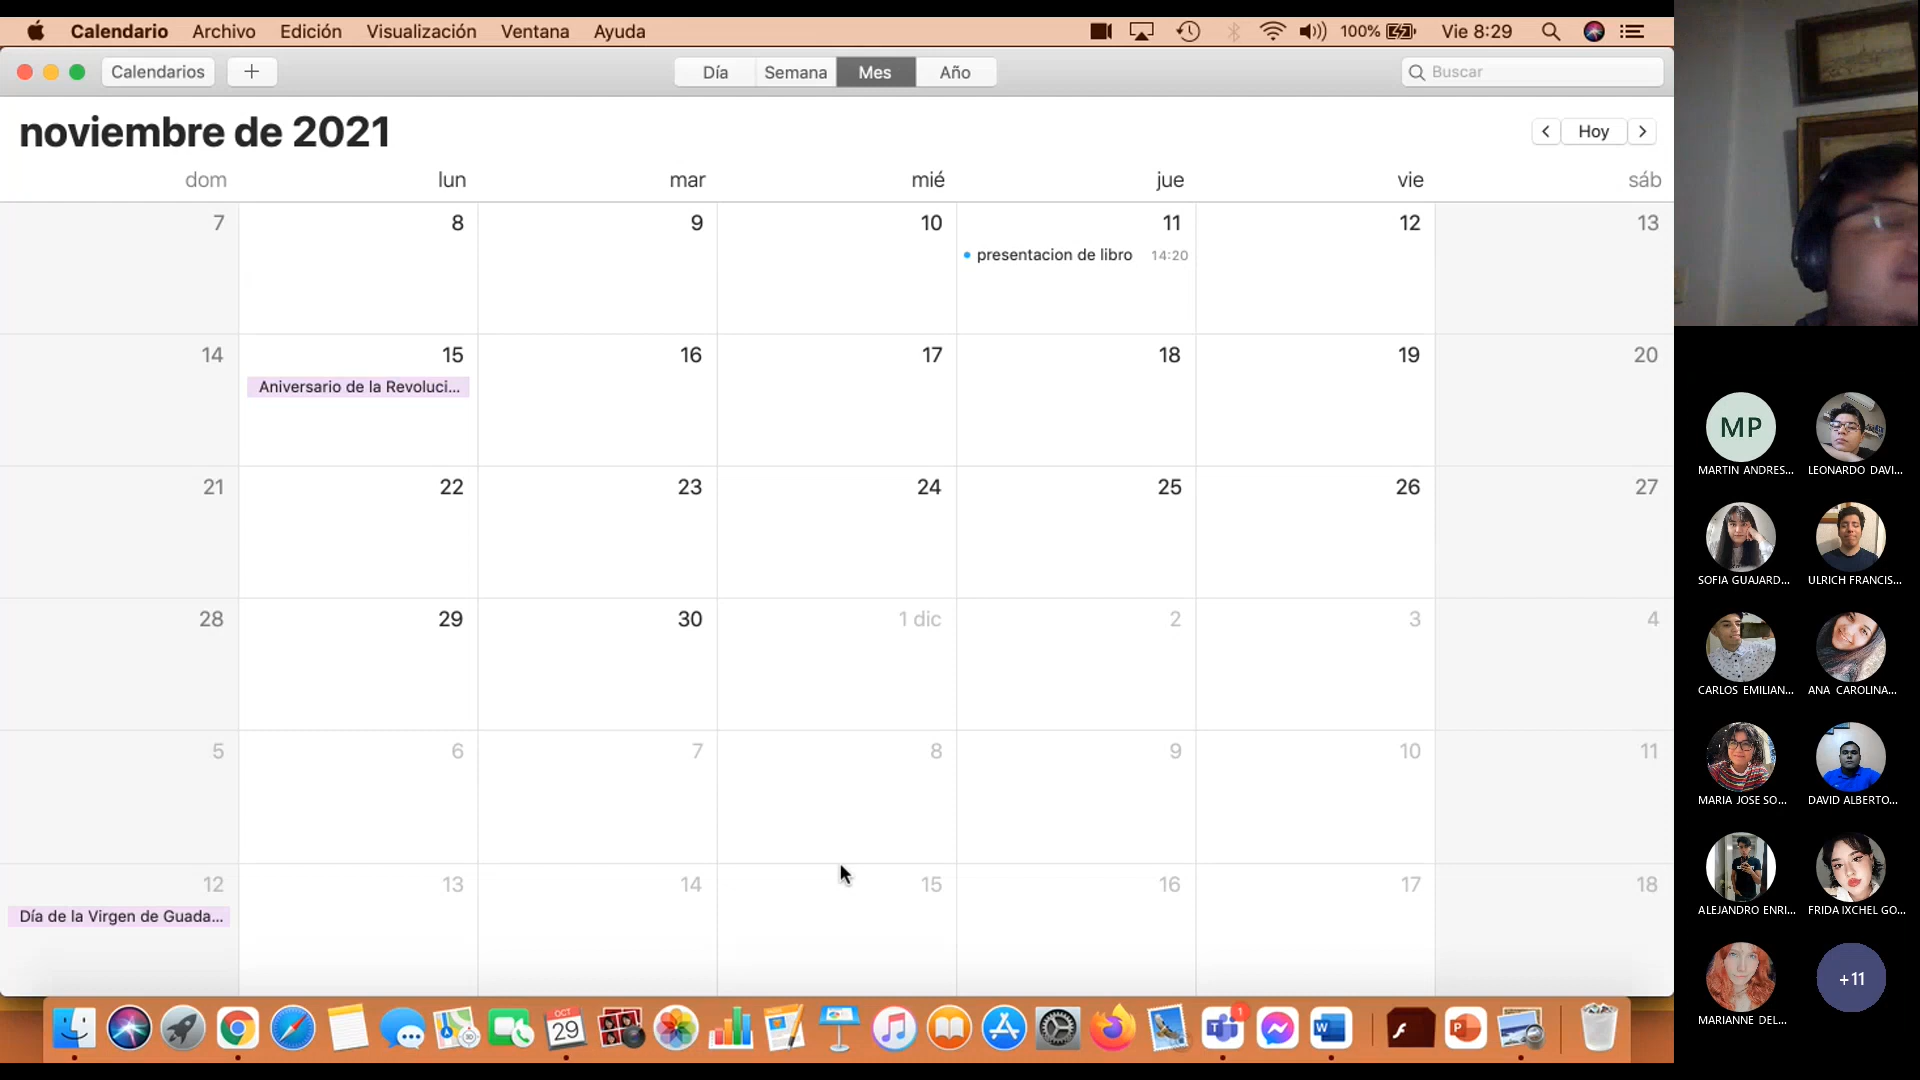 Calendario Archivo Edición Visualización Ventana Ayuda 100% Vie 8:29
Calendarios + Día Semana Mes Año Buscar
noviembre de 2021 < Hoy >
dom lun mar mié jue vie sáb
7 8 9 10 11 12 13
presentacion de libro 14:20
14 15 16 17 18 19 20
Aniversario de la Revoluci...
21 22 23 24 25 26 27
28 29 30 1 dic 2 3 4
5 6 7 8 9 10 11
12 13 14 15 16 17 18
Día de la Virgen de Guada...
OCT
29
1
MP
MARTIN ANDRES... LEONARDO DAVI...
SOFIA GUAJARD... ULRICH FRANCIS...
CARLOS EMILIAN... ANA CAROLINA...
MARIA JOSE SO... DAVID ALBERTO...
ALEJANDRO ENRI... FRIDA IXCHEL GO...
+11
MARIANNE DEL...